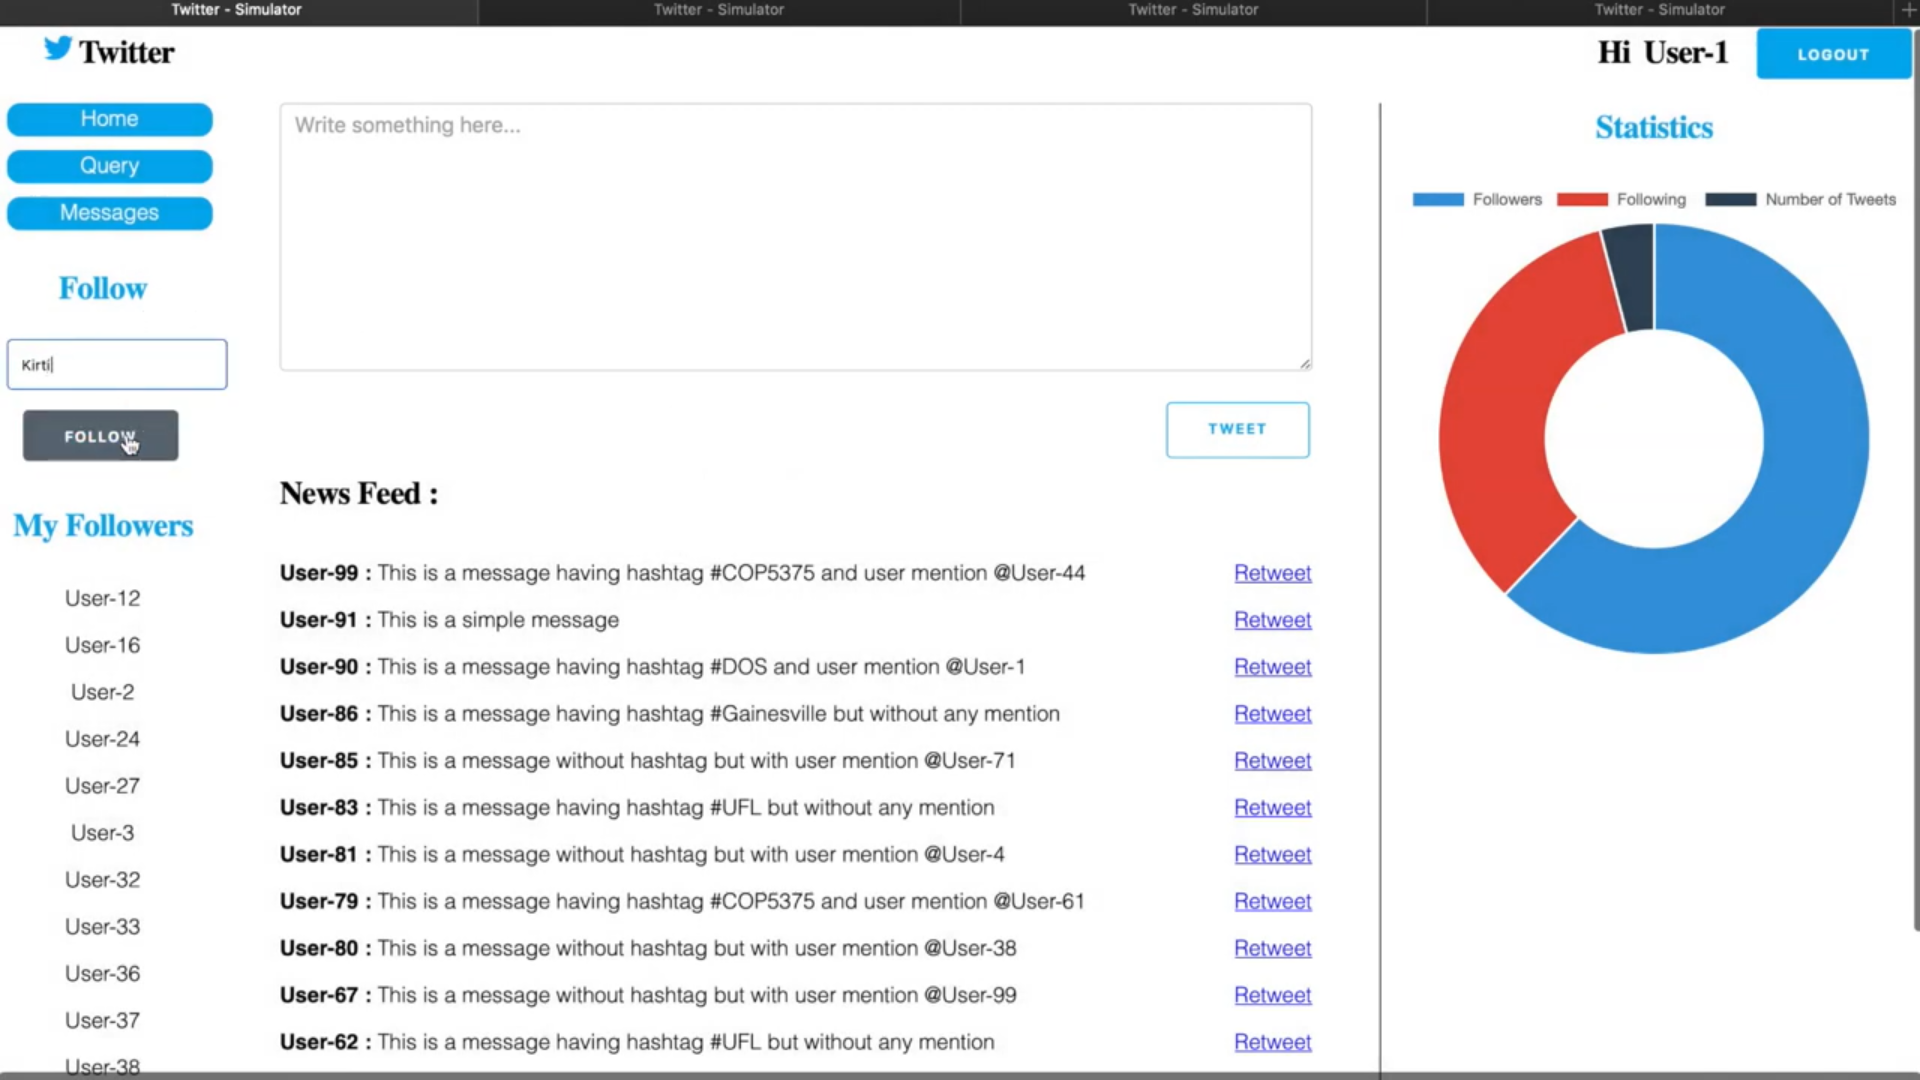 Twitter - Simulator
Twitter - Simulator
Twitter - Simulator
Twitter - Simulator
Twitter
Hi User-1
LOGOUT
Home
Query
Messages
Follow
Kirti
FOLLOW
My Followers
User-12
User-16
User-2
User-24
User-27
User-3
User-32
User-33
User-36
User-37
User-38
Write something here...
TWEET
News Feed :
User-99 : This is a message having hashtag #COP5375 and user mention @User-44 Retweet
User-91 : This is a simple message Retweet
User-90 : This is a message having hashtag #DOS and user mention @User-1 Retweet
User-86 : This is a message having hashtag #Gainesville but without any mention Retweet
User-85 : This is a message without hashtag but with user mention @User-71 Retweet
User-83 : This is a message having hashtag #UFL but without any mention Retweet
User-81 : This is a message without hashtag but with user mention @User-4 Retweet
User-79 : This is a message having hashtag #COP5375 and user mention @User-61 Retweet
User-80 : This is a message without hashtag but with user mention @User-38 Retweet
User-67 : This is a message without hashtag but with user mention @User-99 Retweet
User-62 : This is a message having hashtag #UFL but without any mention Retweet
Statistics
Followers Following Number of Tweets